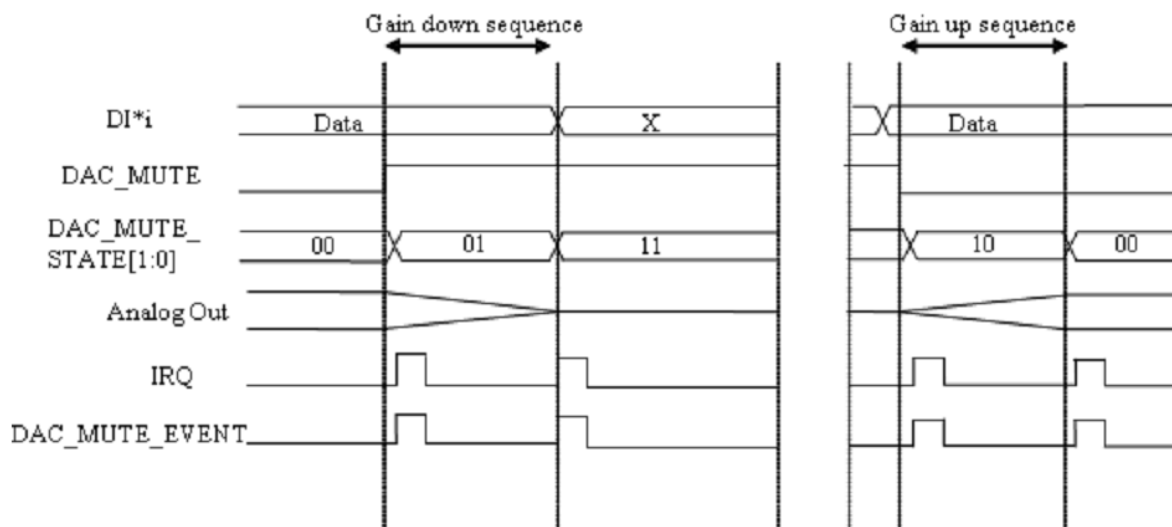 Gain down sequence
Gain up sequence
DI*i
Data
X
Data
DAC_MUTE
DAC_MUTE_
STATE[1:0]
00
01
11
10
00
Analog Out
IRQ
DAC_MUTE_EVENT